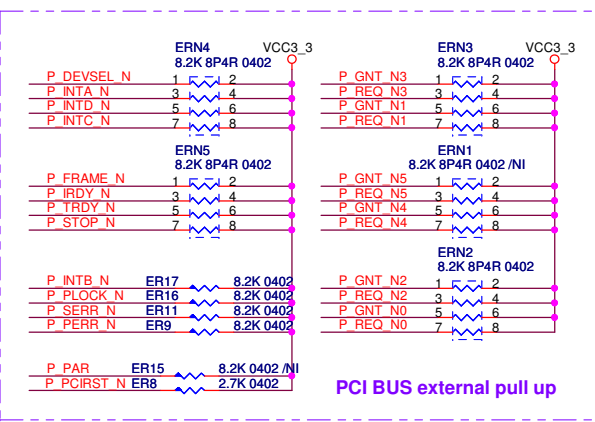 ERN4 VCC3_3
8.2K 8P4R 0402
P_DEVSEL_N 1 2
P_INTA_N 3 4
P_INTD_N 5 6
P_INTC_N 7 8
ERN5
8.2K 8P4R 0402
P_FRAME_N 1 2
P_IRDY_N 3 4
P_TRDY_N 5 6
P_STOP_N 7 8
P_INTB_N ER17 8.2K 0402
P_PLOCK_N ER16 8.2K 0402
P_SERR_N ER11 8.2K 0402
P_PERR_N ER9 8.2K 0402
P_PAR ER15 8.2K 0402 /NI
P_PCIRST_N ER8 2.7K 0402
ERN3 VCC3_3
8.2K 8P4R 0402
P_GNT_N3 1 2
P_REQ_N3 3 4
P_GNT_N1 5 6
P_REQ_N1 7 8
ERN1
8.2K 8P4R 0402 /NI
P_GNT_N5 1 2
P_REQ_N5 3 4
P_GNT_N4 5 6
P_REQ_N4 7 8
ERN2
8.2K 8P4R 0402
P_GNT_N2 1 2
P_REQ_N2 3 4
P_GNT_N0 5 6
P_REQ_N0 7 8
PCI BUS external pull up